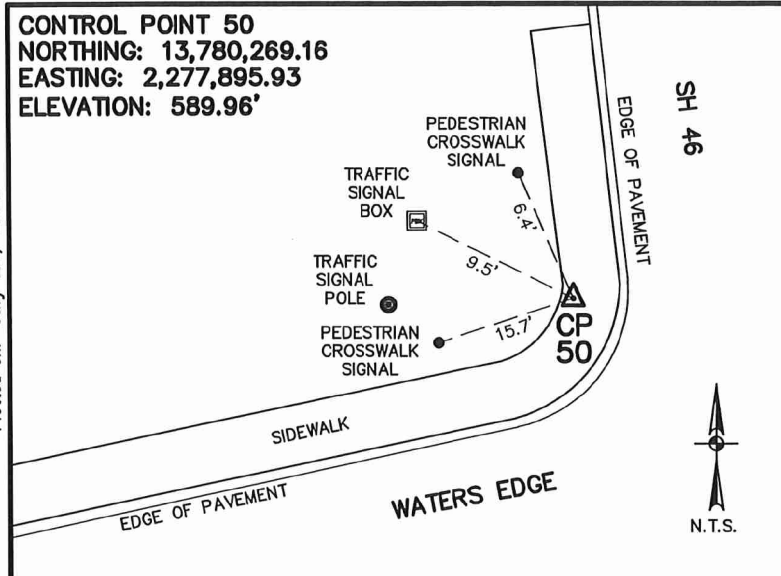 CONTROL POINT 50
NORTHING: 13,780,269.16
EASTING: 2,277,895.93
ELEVATION: 589.96'
PEDESTRIAN
CROSSWALK
SIGNAL
TRAFFIC
SIGNAL
BOX
6.4'
9.5'
TRAFFIC
SIGNAL
POLE
PEDESTRIAN
CROSSWALK
SIGNAL
15.7'
CP
50
EDGE OF PAVEMENT
SH 46
SIDEWALK
EDGE OF PAVEMENT
WATERS EDGE
N.T.S.